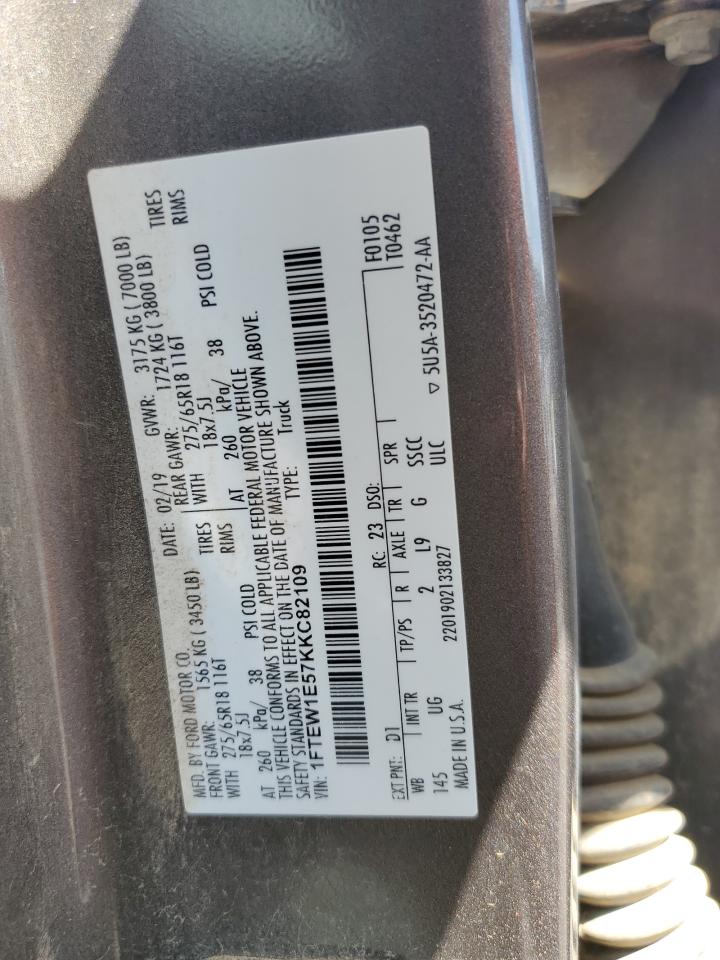 MFD. BY FORD MOTOR CO. DATE: 02/19 GVWR: 3175 KG ( 7000 LB)
FRONT GAWR: 1565 KG ( 3450 LB) REAR GAWR: 1724 KG ( 3800 LB)
WITH 275/65R18 116T TIRES WITH 275/65R18 116T TIRES
18x7.5J RIMS 18x7.5J RIMS
AT 260 kPa/ 38 PSI COLD AT 260 kPa/ 38 PSI COLD
THIS VEHICLE CONFORMS TO ALL APPLICABLE FEDERAL MOTOR VEHICLE
SAFETY STANDARDS IN EFFECT ON THE DATE OF MANUFACTURE SHOWN ABOVE.
VIN: 1FTEW1E57KKC82109 TYPE: Truck
F0105
EXT PNT: D1 RC: 23 DSO: T0462
WB INT TR TP/PS R AXLE TR SPR
145 UG 2 L9 G SSCC
ULC ▽ 5U5A-3520472-AA
MADE IN U.S.A. 2201902133827